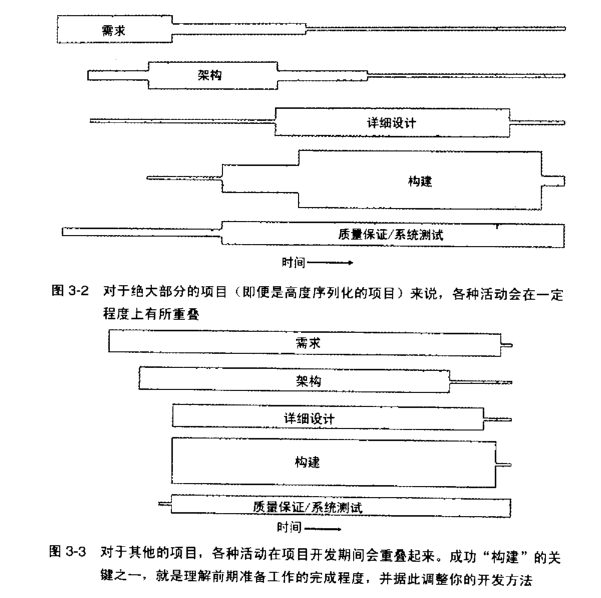 需求
架构
详细设计
构建
质量保证/系统测试
时间
图 3-2 对于绝大部分的项目（即便是高度序列化的项目）来说，各种活动会在一定
程度上有所重叠
需求
架构
详细设计
构建
质量保证/系统测试
时间
图 3-3 对于其他的项目，各种活动在项目开发期间会重叠起来。成功“构建”的关
键之一，就是理解前期准备工作的完成程度，并据此调整你的开发方法